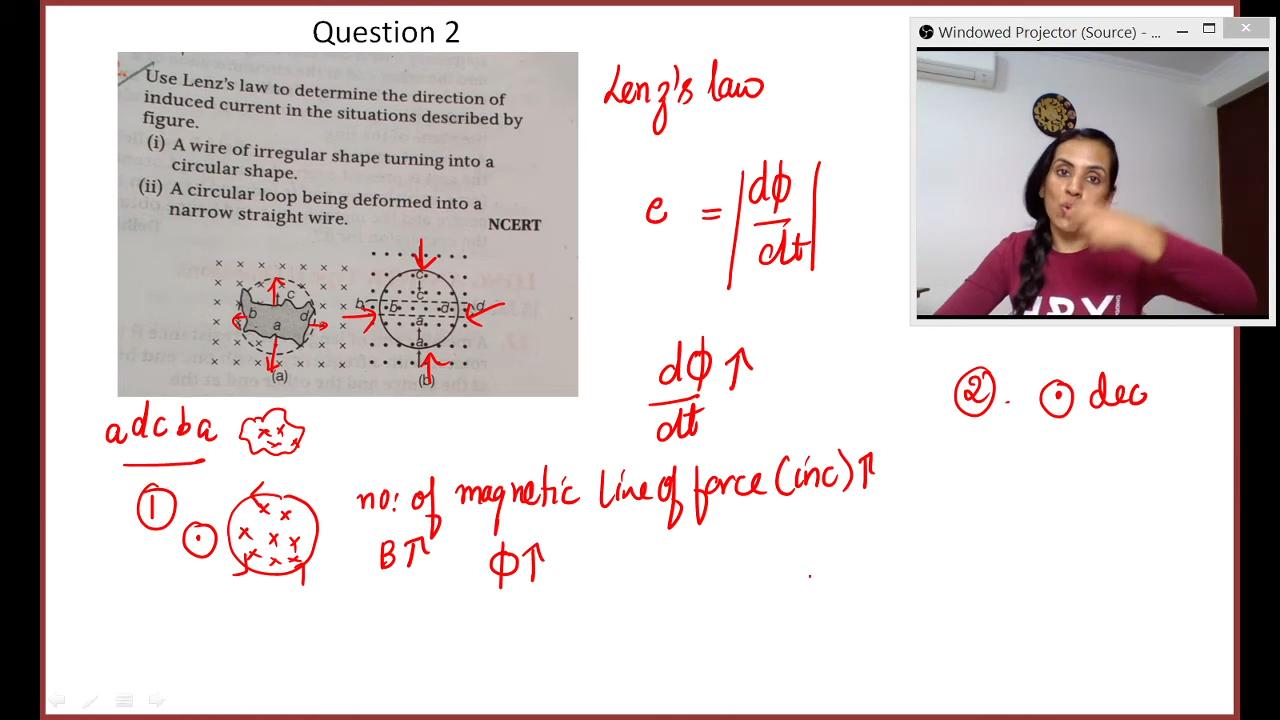 Question 2
Windowed Projector (Source) - ...
Use Lenz's law to determine the direction of
induced current in the situations described by
figure.
(i) A wire of irregular shape turning into a
circular shape.
(ii) A circular loop being deformed into a
narrow straight wire.
NCERT
c
b
d
a
(a)
C
c
b
b
d
d
a
a
(b)
Lenz's law
e = |dϕ/dt|
dϕ/dt ↑
adcba
①
②. ⊙ dec
no: of magnetic line of force (inc) ↑
B↑ ϕ↑